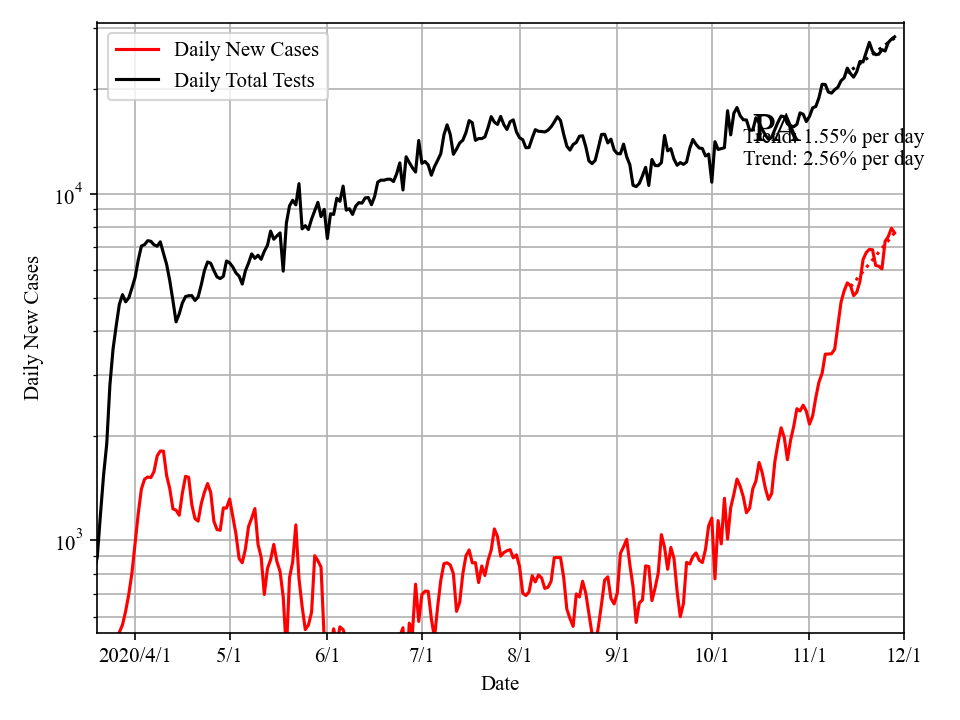 Daily New Cases
Daily Total Tests
PA
Trend: 1.55% per day
Trend: 2.56% per day
10^4
10^3
Daily New Cases
2020/4/1 5/1 6/1 7/1 8/1 9/1 10/1 11/1 12/1
Date